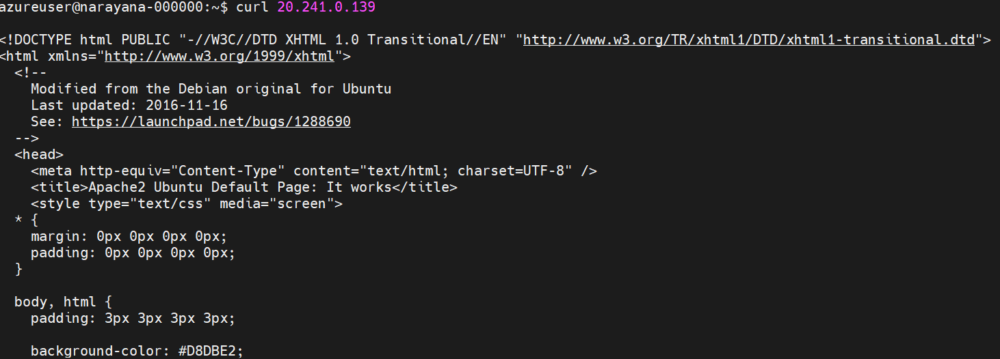 azureuser@narayana-000000:~$ curl 20.241.0.139
<!DOCTYPE html PUBLIC "-//W3C//DTD XHTML 1.0 Transitional//EN" "http://www.w3.org/TR/xhtml1/DTD/xhtml1-transitional.dtd">
<html xmlns="http://www.w3.org/1999/xhtml">
  <!--
    Modified from the Debian original for Ubuntu
    Last updated: 2016-11-16
    See: https://launchpad.net/bugs/1288690
  -->
  <head>
    <meta http-equiv="Content-Type" content="text/html; charset=UTF-8" />
    <title>Apache2 Ubuntu Default Page: It works</title>
    <style type="text/css" media="screen">
  * {
    margin: 0px 0px 0px 0px;
    padding: 0px 0px 0px 0px;
  }
  body, html {
    padding: 3px 3px 3px 3px;
    background-color: #D8DBE2;